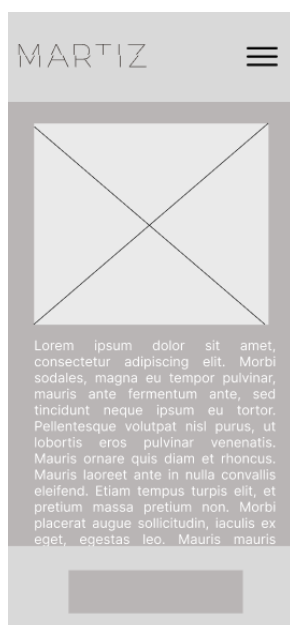 MARTIZ
Lorem ipsum dolor sit amet,
consectetur adipiscing elit. Morbi
sodales, magna eu tempor pulvinar,
mauris ante fermentum ante, sed
tincidunt neque ipsum eu tortor.
Pellentesque volutpat nisl purus, ut
lobortis eros pulvinar venenatis.
Mauris ornare quis diam et rhoncus.
Mauris laoreet ante in nulla convallis
eleifend. Etiam tempus turpis elit, et
pretium massa pretium non. Morbi
placerat augue sollicitudin, iaculis ex
eget, egestas leo. Mauris mauris